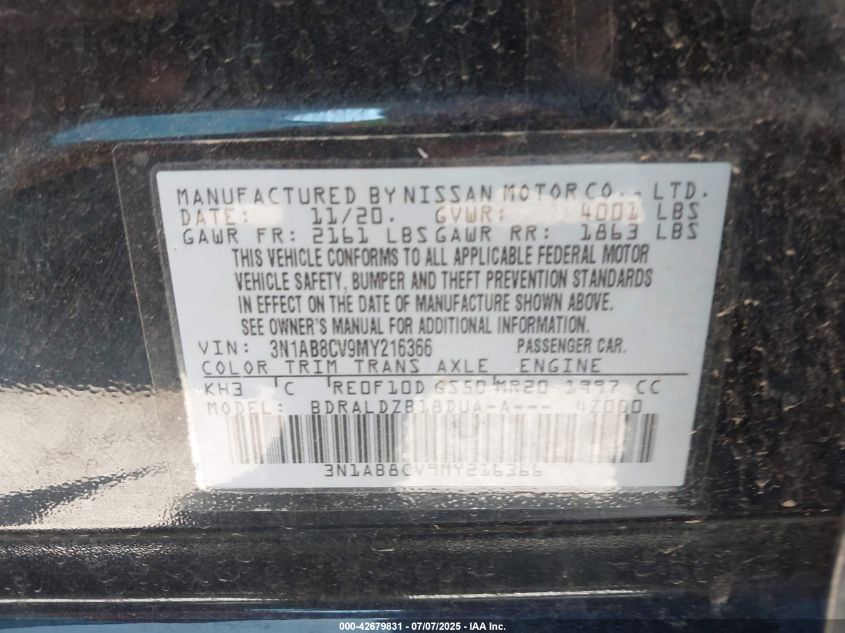 MANUFACTURED BY NISSAN MOTOR CO., LTD.
DATE: 11/20. GVWR: 4001 LBS
GAWR FR: 2161 LBS GAWR RR: 1863 LBS
THIS VEHICLE CONFORMS TO ALL APPLICABLE FEDERAL MOTOR
VEHICLE SAFETY, BUMPER AND THEFT PREVENTION STANDARDS
IN EFFECT ON THE DATE OF MANUFACTURE SHOWN ABOVE.
SEE OWNER'S MANUAL FOR ADDITIONAL INFORMATION.
VIN: 3N1AB8CV9MY216366 PASSENGER CAR.
COLOR TRIM TRANS AXLE ENGINE
KH3 C RE0F10D GS50 MR20 1997 CC
MODEL: BDRALDZB18DUA-A--- 4Z000
3N1AB8CV9MY216366
000-42679831 - 07/07/2025 - IAA Inc.